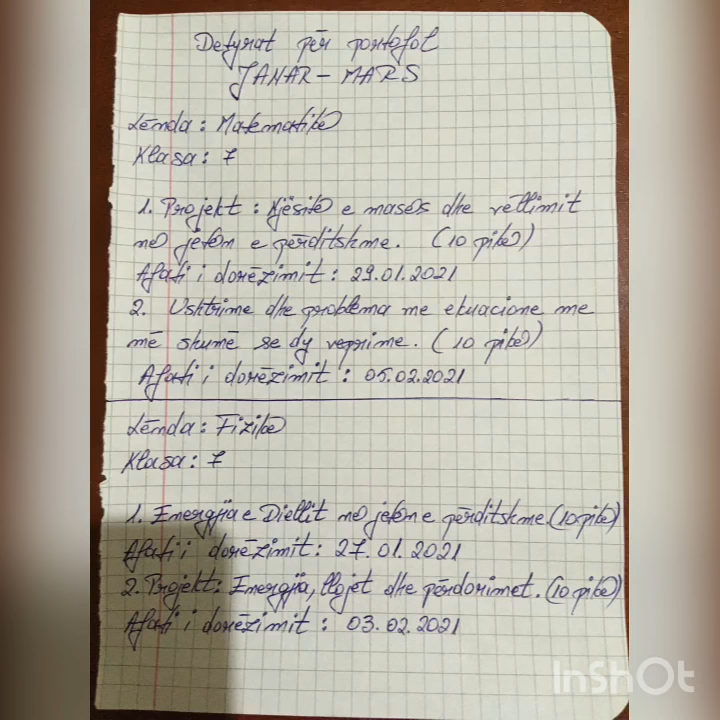 Detyrat për portofol
JANAR - MARS
Lënda : Matematikë
Klasa : 7
1. Projekt : Njësitë e masës dhe vëllimit
në jetën e përditshme. (10 pikë)
Afati i dorëzimit : 29.01.2021
2. Ushtrime dhe problema me ekuacione me
më shumë se dy veprime. (10 pikë)
Afati i dorëzimit : 05.02.2021
Lënda : Fizikë
Klasa : 7
1. Energjia e Diellit në jetën e përditshme. (10 pikë)
Afati i dorëzimit : 27.01.2021
2. Projekt : Energjia, llojet dhe përdorimet. (10 pikë)
Afati i dorëzimit : 03.02.2021
InShOt